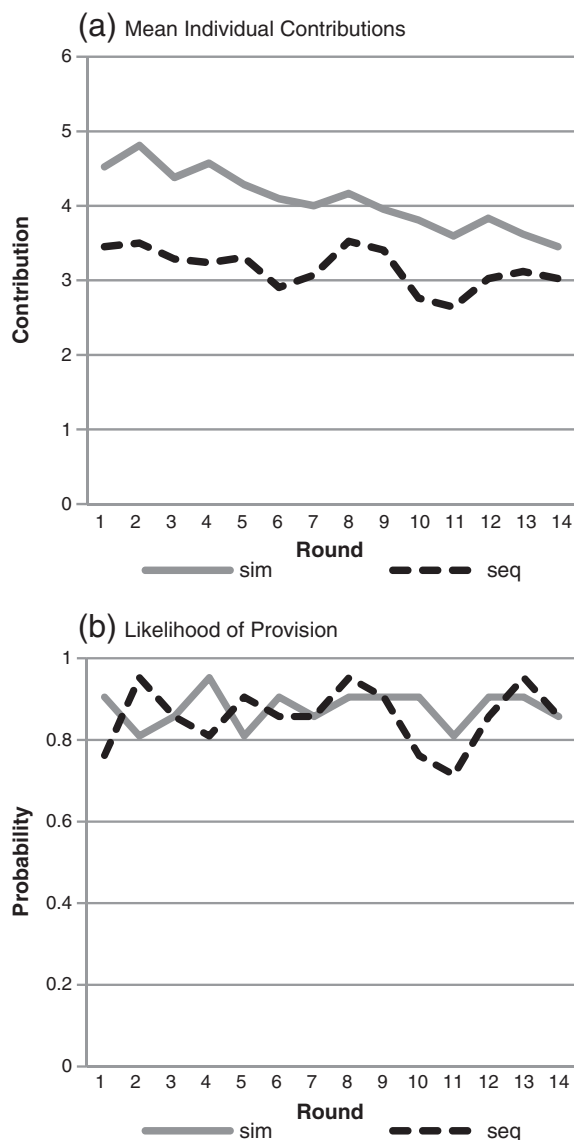 (a) Mean Individual Contributions
6
5
4
3
2
1
0
Contribution
1 2 3 4 5 6 7 8 9 10 11 12 13 14
Round
sim seq
(b) Likelihood of Provision
1
0.8
0.6
0.4
0.2
0
Probability
1 2 3 4 5 6 7 8 9 10 11 12 13 14
Round
sim seq